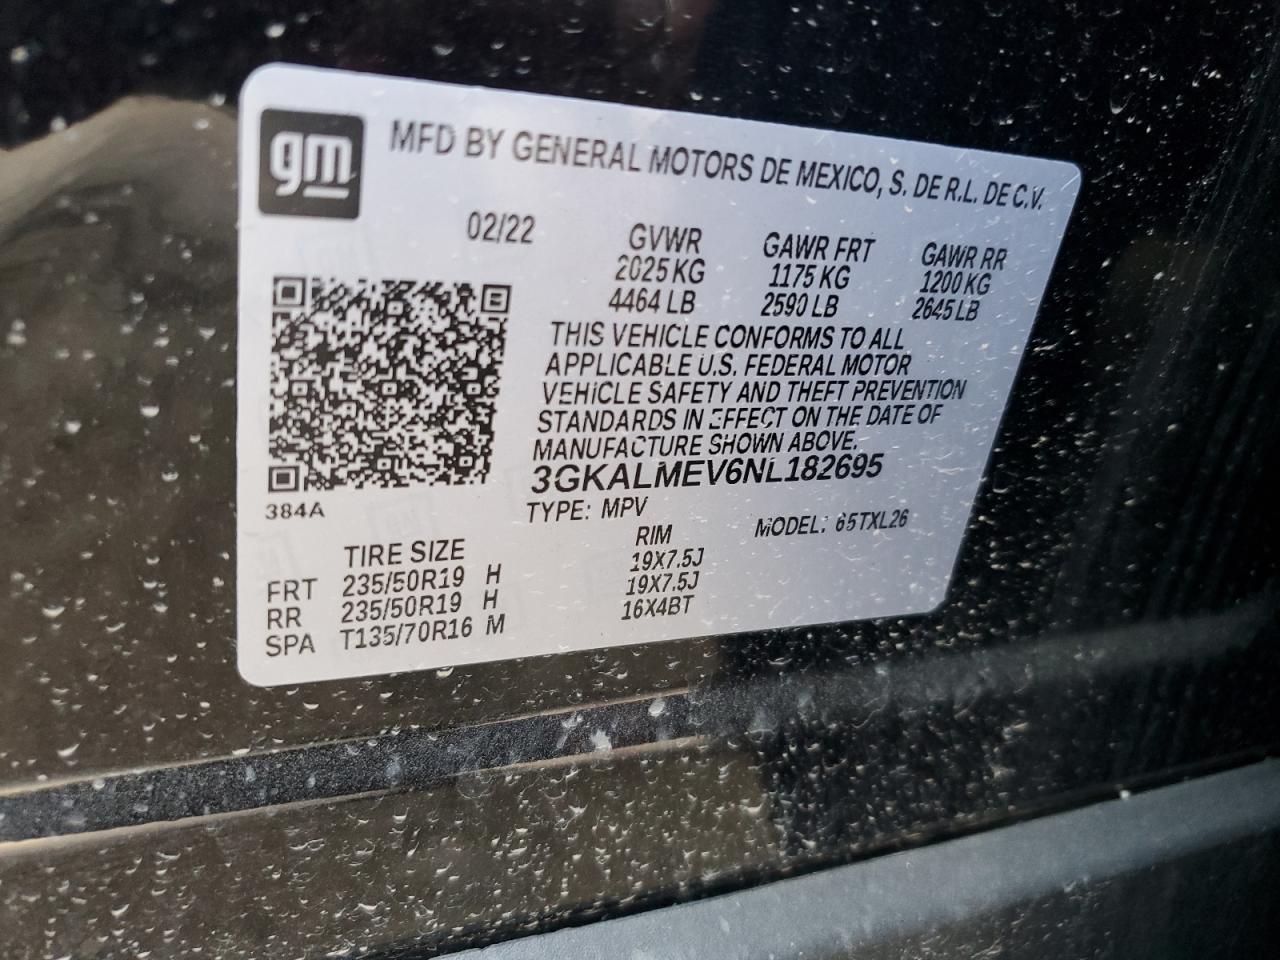 gm
MFD BY GENERAL MOTORS DE MEXICO, S. DE R.L. DE C.V.
02/22 GVWR GAWR FRT GAWR RR
2025 KG 1175 KG 1200 KG
4464 LB 2590 LB 2645 LB
THIS VEHICLE CONFORMS TO ALL
APPLICABLE U.S. FEDERAL MOTOR
VEHICLE SAFETY AND THEFT PREVENTION
STANDARDS IN EFFECT ON THE DATE OF
MANUFACTURE SHOWN ABOVE.
3GKALMEV6NL182695
384A
TYPE: MPV MODEL: 65TXL26
TIRE SIZE RIM
FRT 235/50R19 H 19X7.5J
RR 235/50R19 H 19X7.5J
SPA T135/70R16 M 16X4BT